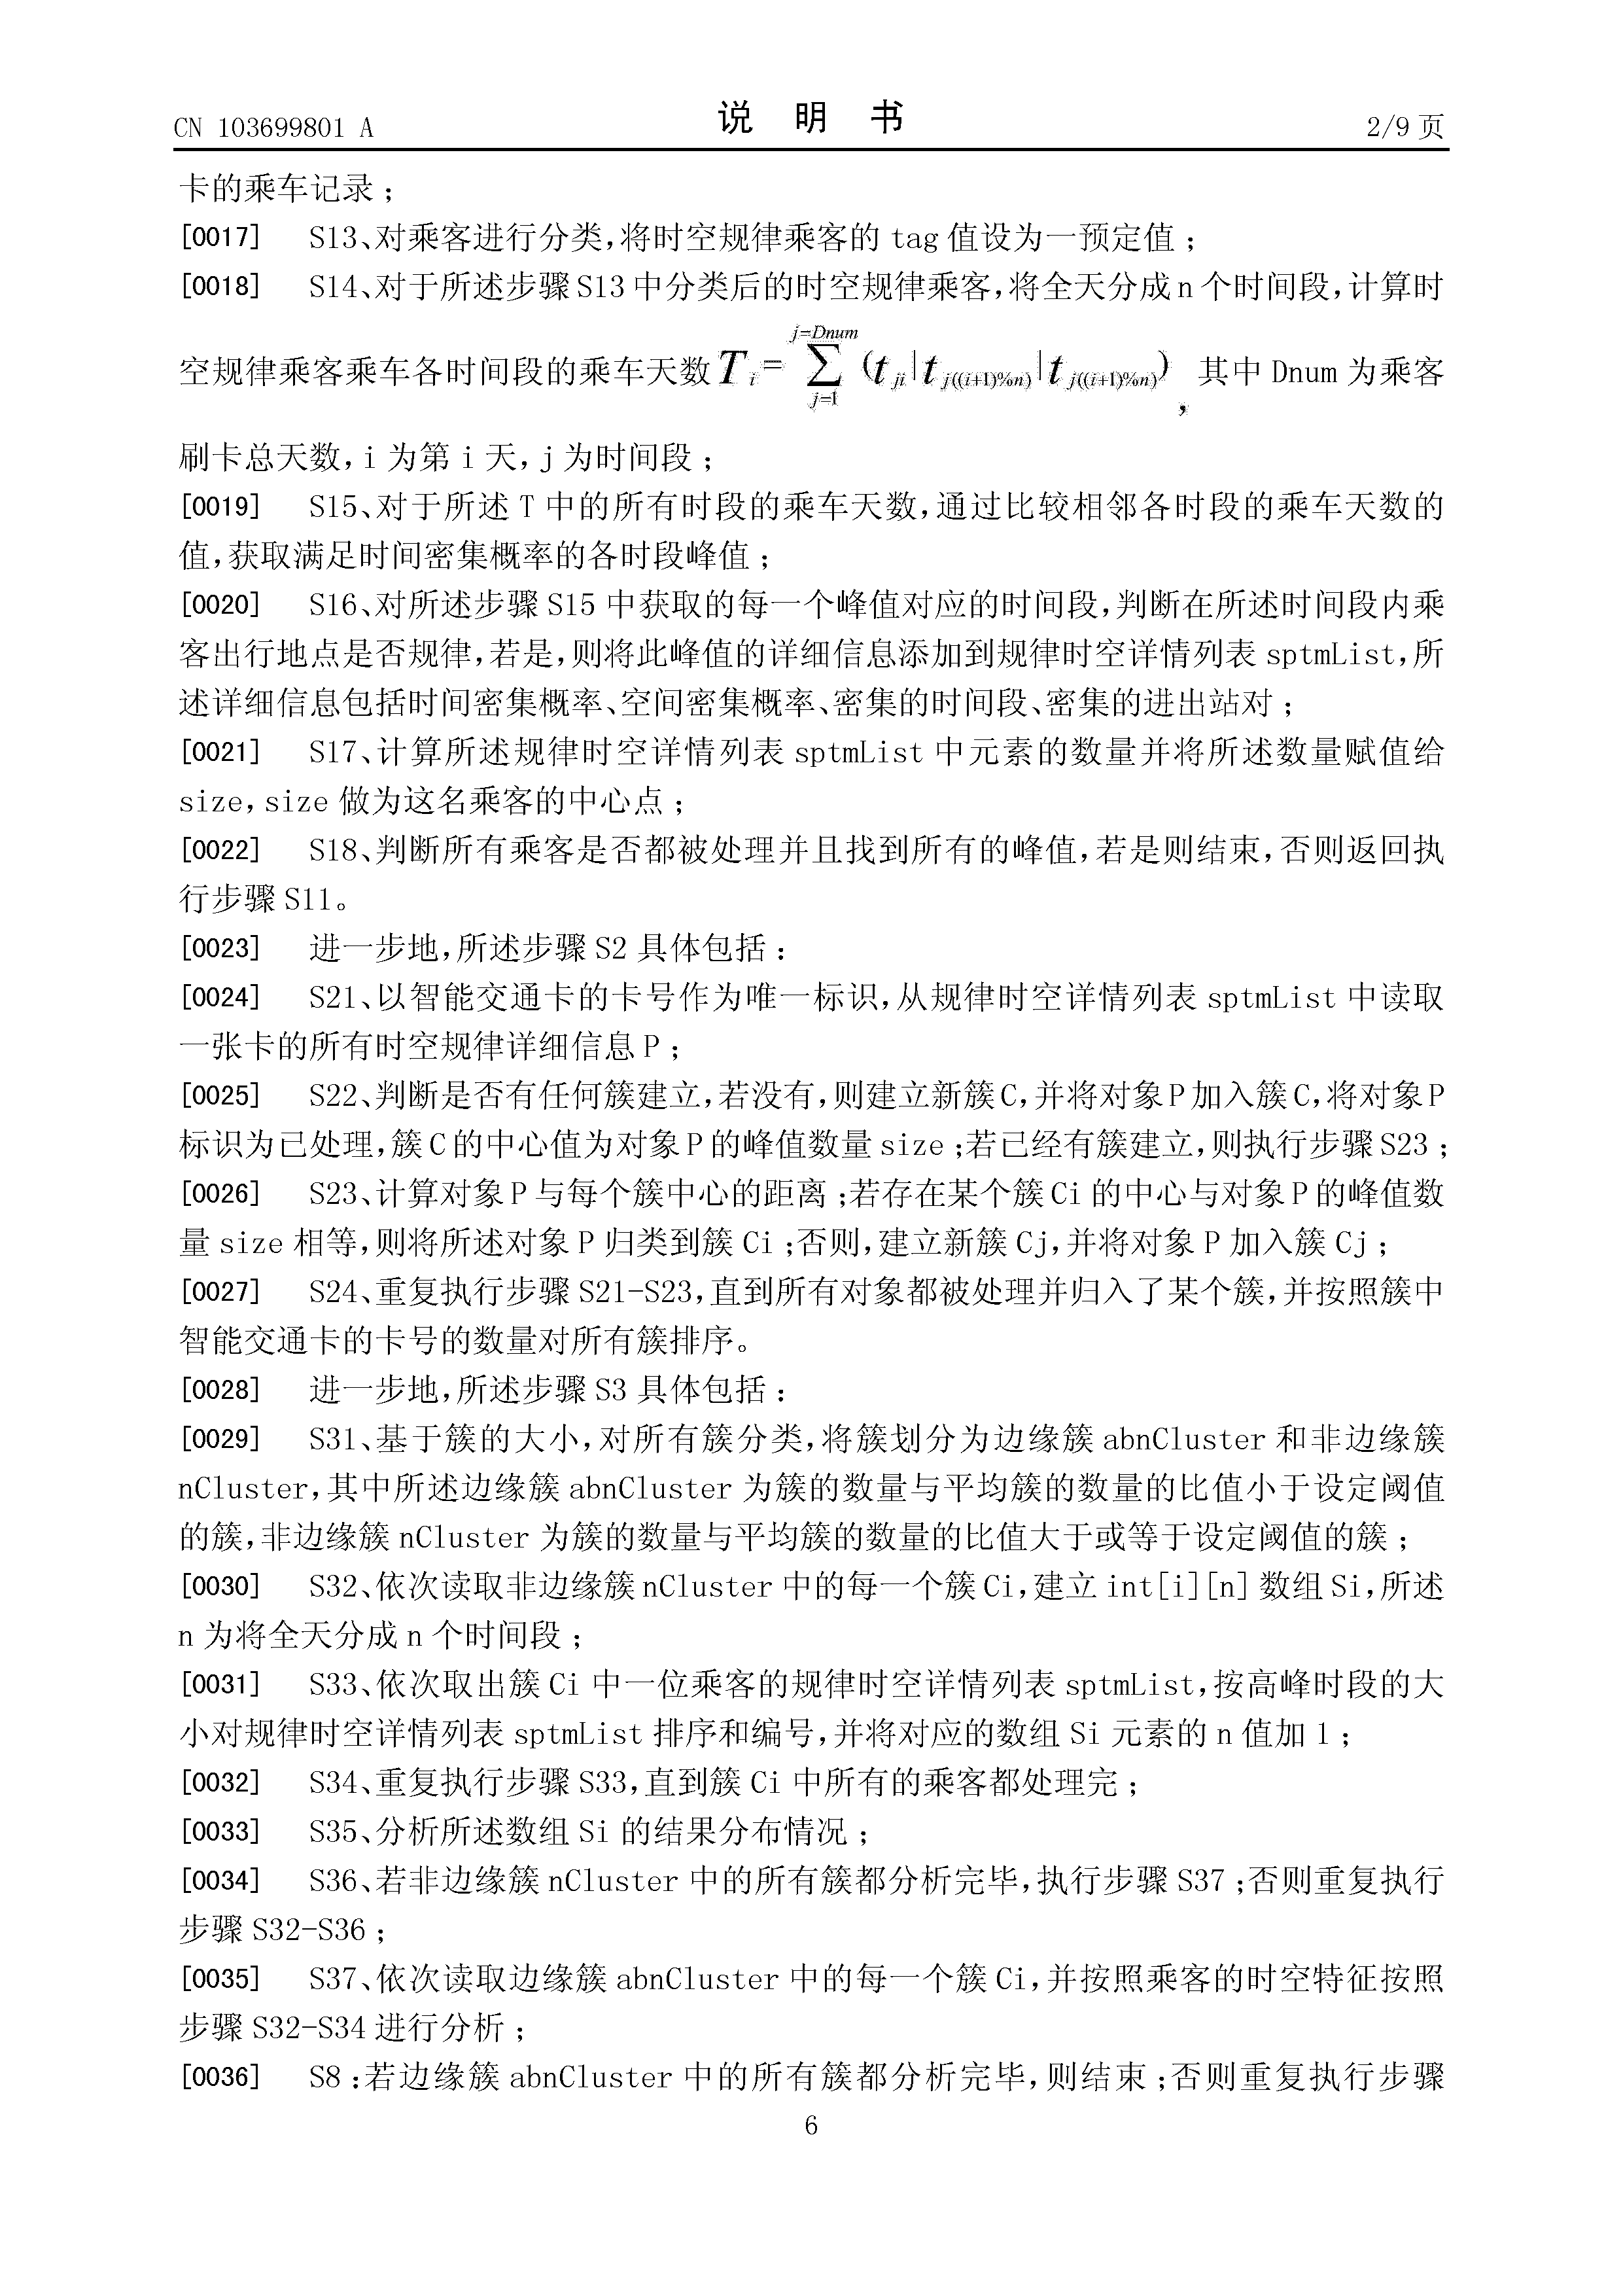 CN 103699801 A
说 明 书
2/9 页
卡的乘车记录；
[0017] S13、对乘客进行分类，将时空规律乘客的 tag 值设为一预定值；
[0018] S14、对于所述步骤 S13 中分类后的时空规律乘客，将全天分成 n 个时间段，计算时
空规律乘客乘车各时间段的乘车天数 T_i = ∑_{j=1}^{j=Dnum} (t_{ji}|t_{j((i+1)%n)}|t_{j((i+1)%n)})，其中 Dnum 为乘客
刷卡总天数，i 为第 i 天，j 为时间段；
[0019] S15、对于所述 T 中的所有时段的乘车天数，通过比较相邻各时段的乘车天数的
值，获取满足时间密集概率的各时段峰值；
[0020] S16、对所述步骤 S15 中获取的每一个峰值对应的时间段，判断在所述时间段内乘
客出行地点是否规律，若是，则将此峰值的详细信息添加到规律时空详情列表 sptmList，所
述详细信息包括时间密集概率、空间密集概率、密集的时间段、密集的进出站对；
[0021] S17、计算所述规律时空详情列表 sptmList 中元素的数量并将所述数量赋值给
size，size 做为这名乘客的中心点；
[0022] S18、判断所有乘客是否都被处理并且找到所有的峰值，若是则结束，否则返回执
行步骤 S11。
[0023] 进一步地，所述步骤 S2 具体包括：
[0024] S21、以智能交通卡的卡号作为唯一标识，从规律时空详情列表 sptmList 中读取
一张卡的所有时空规律详细信息 P；
[0025] S22、判断是否有任何簇建立，若没有，则建立新簇 C，并将对象 P 加入簇 C，将对象 P
标识为已处理，簇 C 的中心值为对象 P 的峰值数量 size；若已经有簇建立，则执行步骤 S23；
[0026] S23、计算对象 P 与每个簇中心的距离；若存在某个簇 Ci 的中心与对象 P 的峰值数
量 size 相等，则将所述对象 P 归类到簇 Ci；否则，建立新簇 Cj，并将对象 P 加入簇 Cj；
[0027] S24、重复执行步骤 S21-S23，直到所有对象都被处理并归入了某个簇，并按照簇中
智能交通卡的卡号的数量对所有簇排序。
[0028] 进一步地，所述步骤 S3 具体包括：
[0029] S31、基于簇的大小，对所有簇分类，将簇划分为边缘簇 abnCluster 和非边缘簇
nCluster，其中所述边缘簇 abnCluster 为簇的数量与平均簇的数量的比值小于设定阈值
的簇，非边缘簇 nCluster 为簇的数量与平均簇的数量的比值大于或等于设定阈值的簇；
[0030] S32、依次读取非边缘簇 nCluster 中的每一个簇 Ci，建立 int[i][n] 数组 Si，所述
n 为将全天分成 n 个时间段；
[0031] S33、依次取出簇 Ci 中一位乘客的规律时空详情列表 sptmList，按高峰时段的大
小对规律时空详情列表 sptmList 排序和编号，并将对应的数组 Si 元素的 n 值加 1；
[0032] S34、重复执行步骤 S33，直到簇 Ci 中所有的乘客都处理完；
[0033] S35、分析所述数组 Si 的结果分布情况；
[0034] S36、若非边缘簇 nCluster 中的所有簇都分析完毕，执行步骤 S37；否则重复执行
步骤 S32-S36；
[0035] S37、依次读取边缘簇 abnCluster 中的每一个簇 Ci，并按照乘客的时空特征按照
步骤 S32-S34 进行分析；
[0036] S8：若边缘簇 abnCluster 中的所有簇都分析完毕，则结束；否则重复执行步骤
6